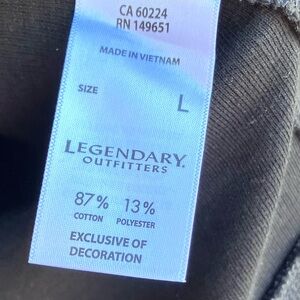 CA 60224
RN 149651
MADE IN VIETNAM
SIZE L
LEGENDARY.
OUTFITTERS
87% 13%
COTTON POLYESTER
EXCLUSIVE OF
DECORATION